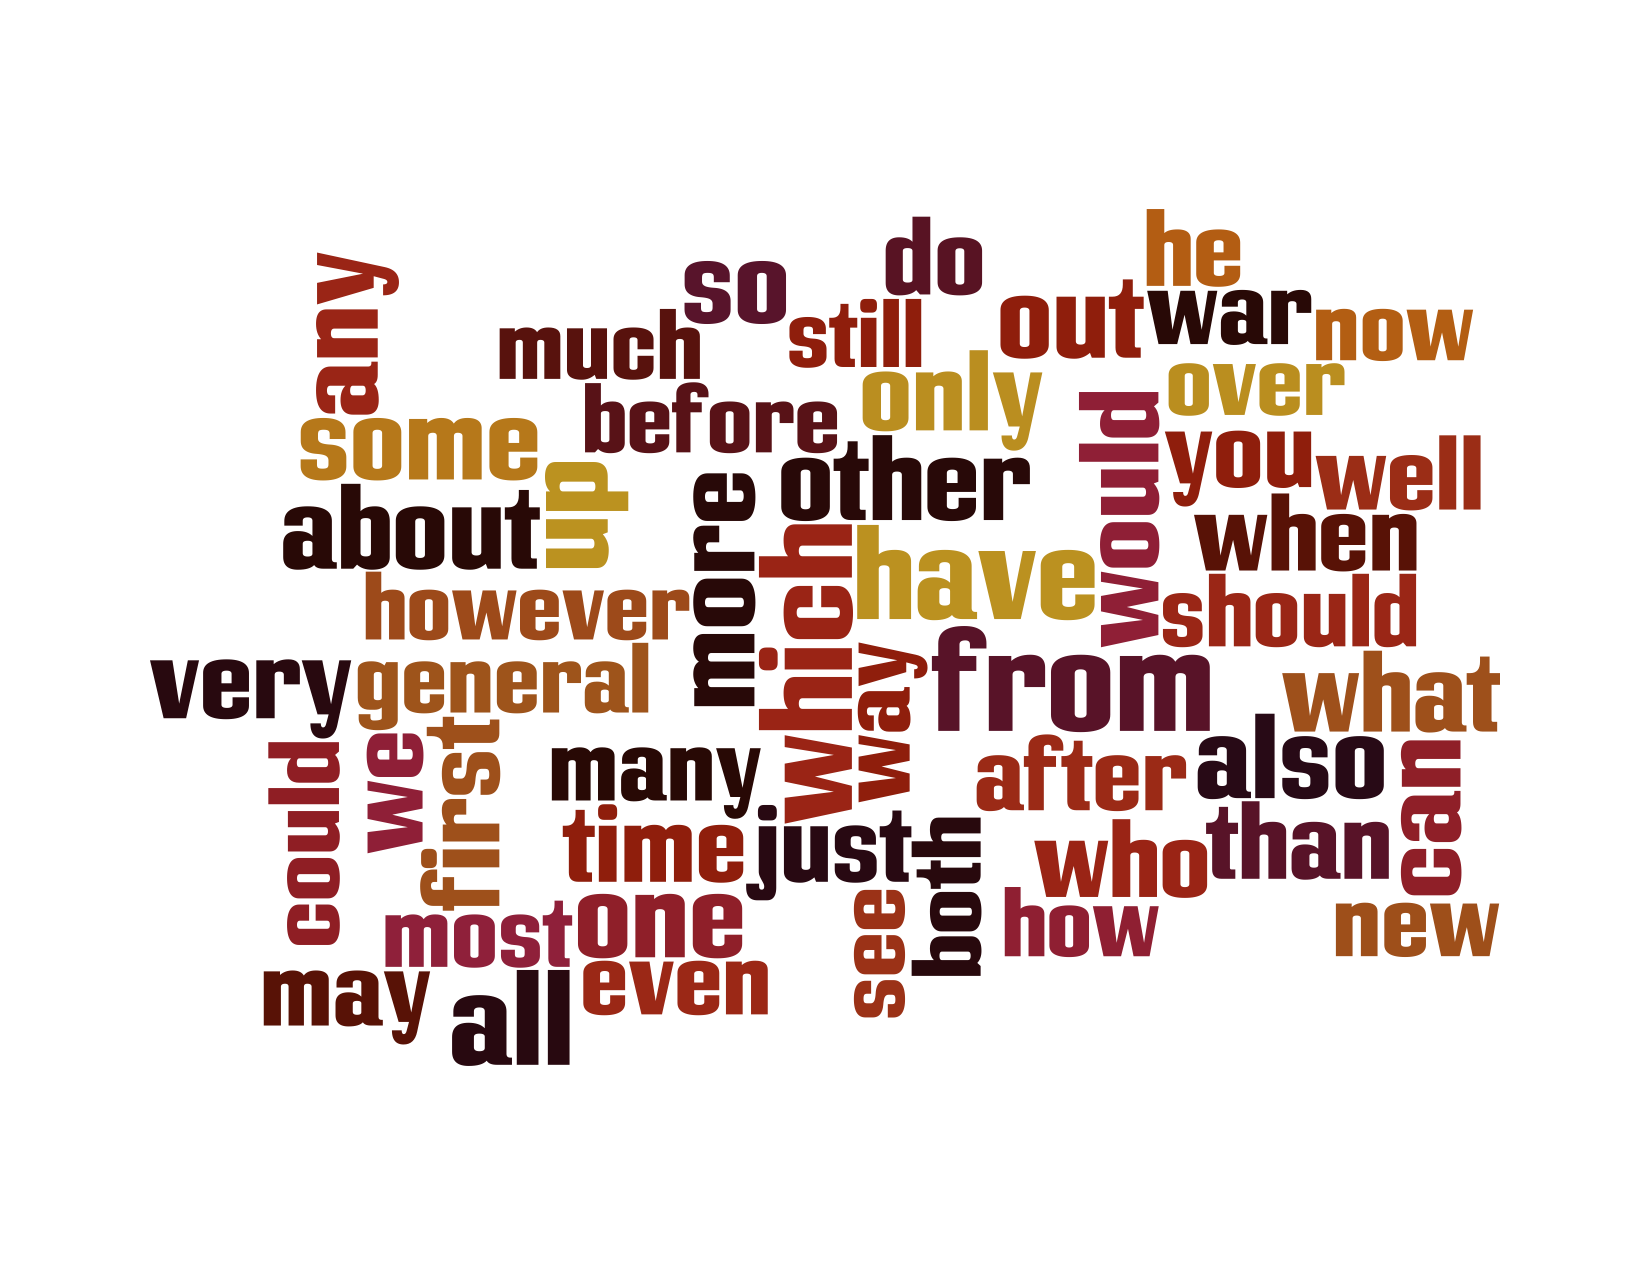 he
do
any
so
war
out
now
still
much
only
over
before
some
you
well
other
up
would
more
about
when
which
have
however
should
from
very
general
way
what
also
could
we
first
many
after
can
time
just
than
who
both
one
most
see
how
new
even
may
all